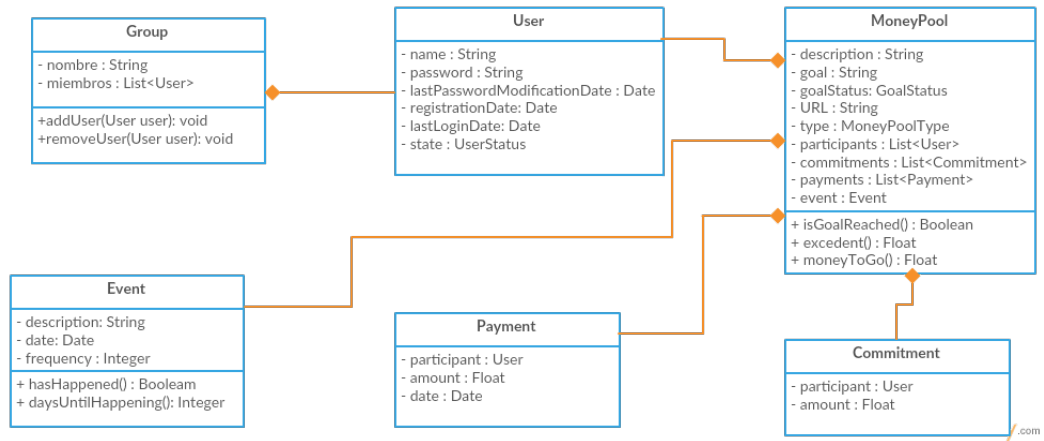 Group
- nombre : String
- miembros : List<User>
+addUser(User user): void
+removeUser(User user): void
User
- name : String
- password : String
- lastPasswordModificationDate : Date
- registrationDate: Date
- lastLoginDate: Date
- state : UserStatus
MoneyPool
- description : String
- goal : String
- goalStatus: GoalStatus
- URL : String
- type : MoneyPoolType
- participants : List<User>
- commitments : List<Commitment>
- payments : List<Payment>
- event : Event
+ isGoalReached() : Boolean
+ excedent() : Float
+ moneyToGo() : Float
Event
- description: String
- date: Date
- frequency : Integer
+ hasHappened() : Booleam
+ daysUntilHappening(): Integer
Payment
- participant : User
- amount : Float
- date : Date
Commitment
- participant : User
- amount : Float
.com